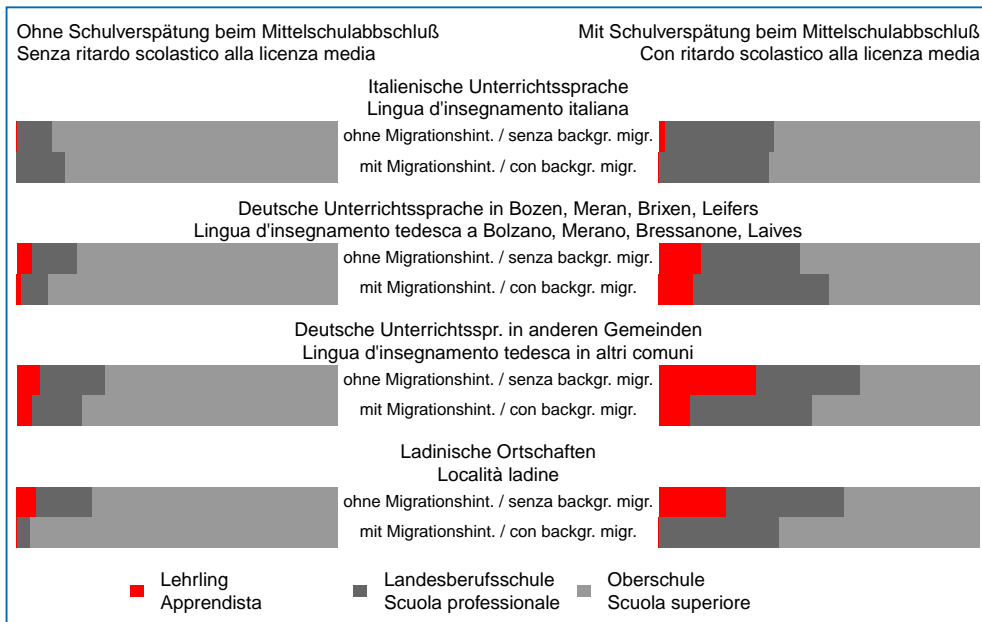 Ohne Schulverspätung beim Mittelschulabbschluß
Senza ritardo scolastico alla licenza media
Mit Schulverspätung beim Mittelschulabbschluß
Con ritardo scolastico alla licenza media
Italienische Unterrichtssprache
Lingua d'insegnamento italiana
ohne Migrationshint. / senza backgr. migr.
mit Migrationshint. / con backgr. migr.
Deutsche Unterrichtssprache in Bozen, Meran, Brixen, Leifers
Lingua d'insegnamento tedesca a Bolzano, Merano, Bressanone, Laives
ohne Migrationshint. / senza backgr. migr.
mit Migrationshint. / con backgr. migr.
Deutsche Unterrichtsspr. in anderen Gemeinden
Lingua d'insegnamento tedesca in altri comuni
ohne Migrationshint. / senza backgr. migr.
mit Migrationshint. / con backgr. migr.
Ladinische Ortschaften
Località ladine
ohne Migrationshint. / senza backgr. migr.
mit Migrationshint. / con backgr. migr.
Lehrling
Apprendista
Landesberufsschule
Scuola professionale
Oberschule
Scuola superiore